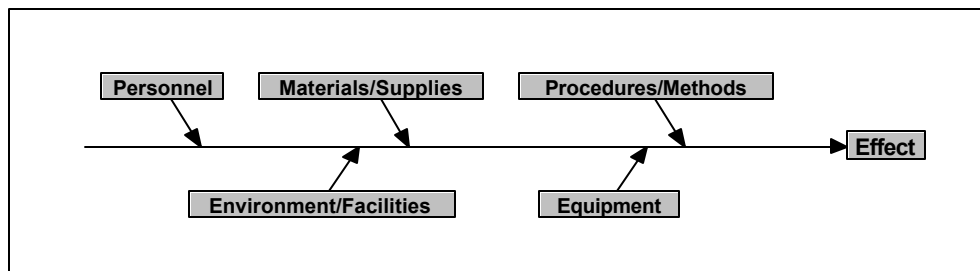 Personnel
Materials/Supplies
Procedures/Methods
Effect
Environment/Facilities
Equipment